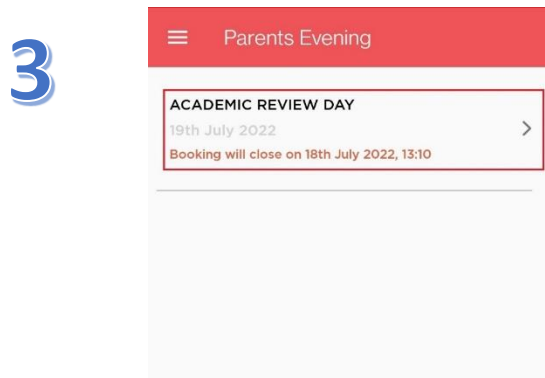 3
Parents Evening
ACADEMIC REVIEW DAY
19th July 2022
Booking will close on 18th July 2022, 13:10